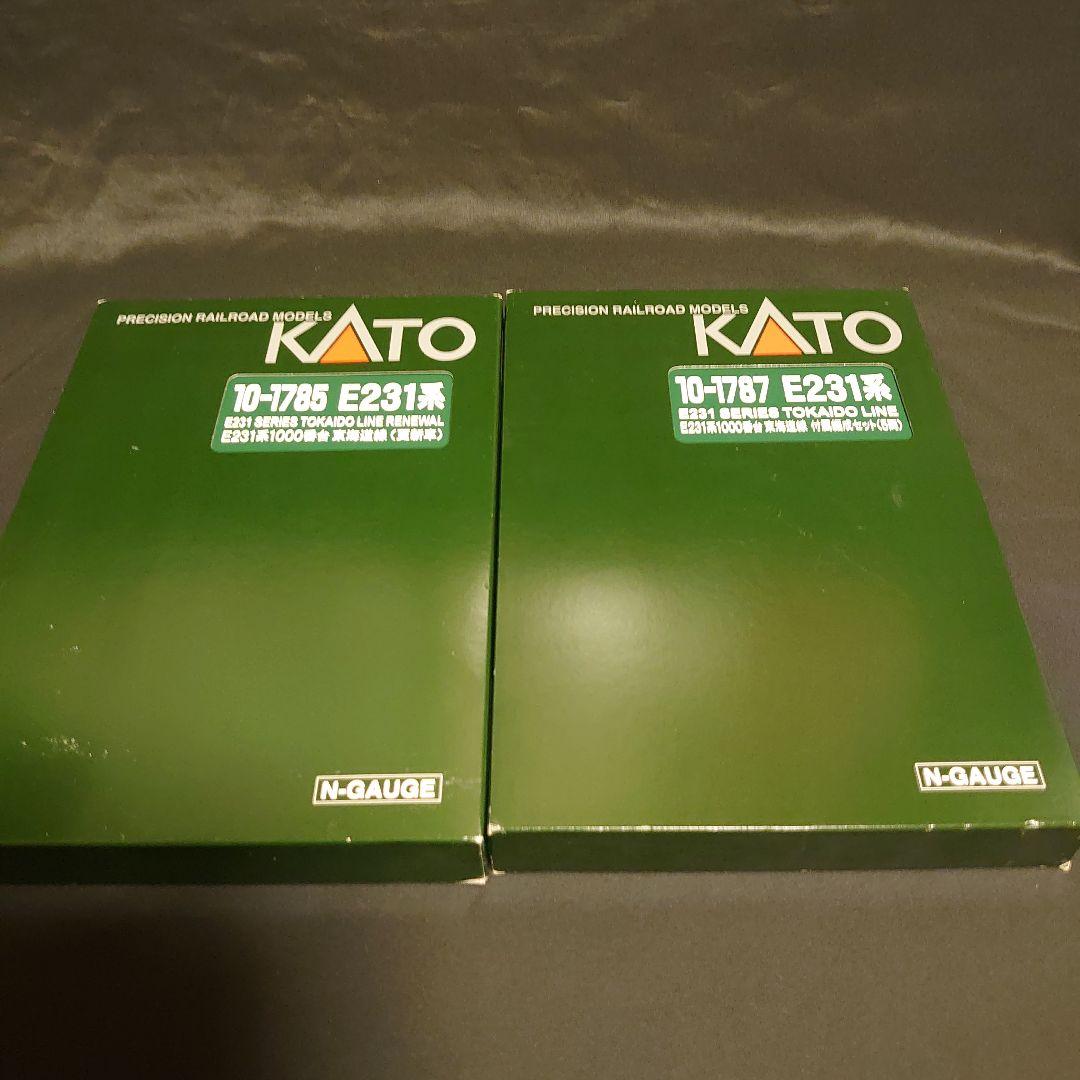 PRECISION RAILROAD MODELS
KATO
10-1785 E231系
E231 SERIES TOKAIDO LINE RENEWAL
E231系1000番台 東海道線〈更新車〉
N-GAUGE
PRECISION RAILROAD MODELS
KATO
10-1787 E231系
E231 SERIES TOKAIDO LINE
E231系1000番台 東海道線 付属編成セット(5両)
N-GAUGE